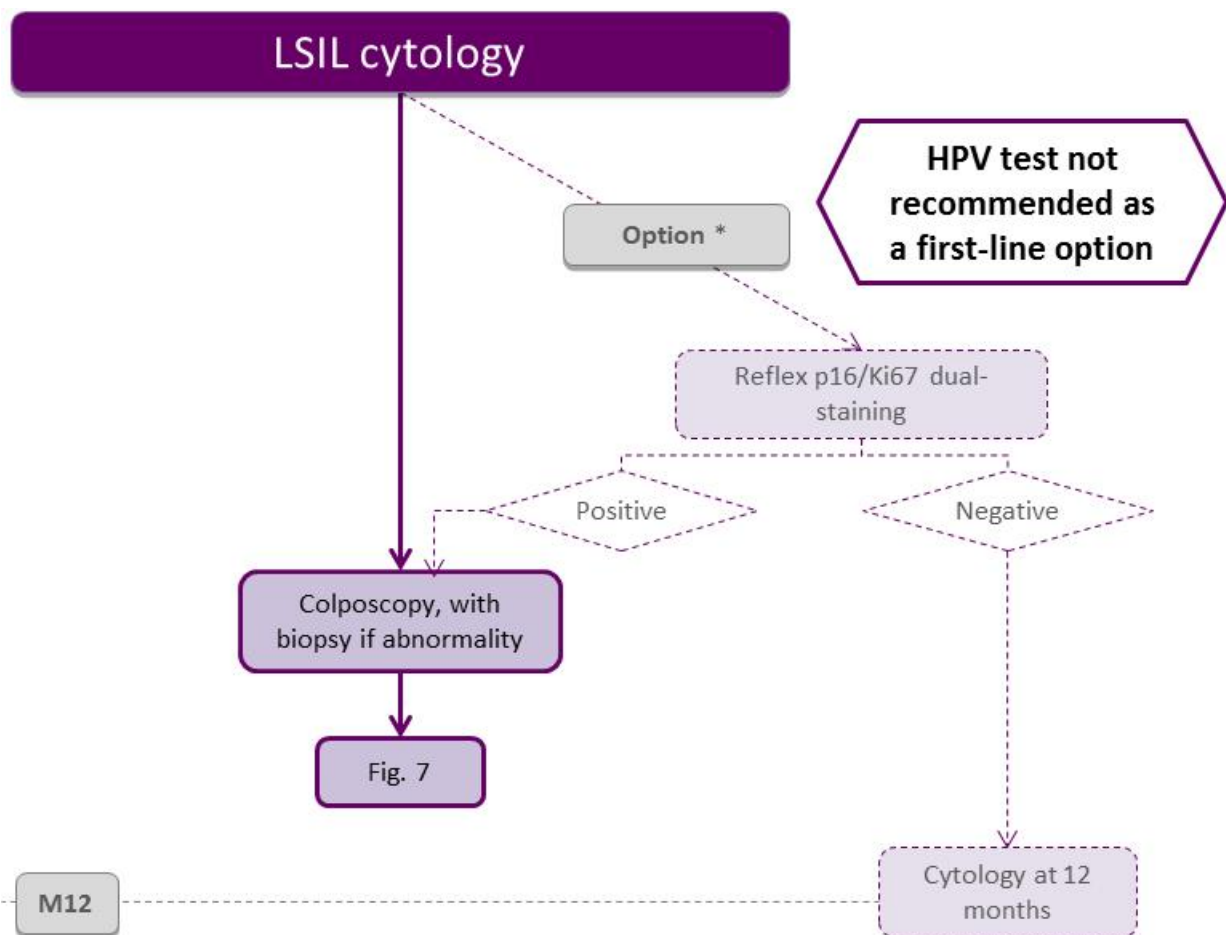 LSIL cytology
HPV test not
recommended as
a first-line option
Option *
Reflex p16/Ki67 dual-
staining
Positive
Negative
Colposcopy, with
biopsy if abnormality
Fig. 7
M12
Cytology at 12
months